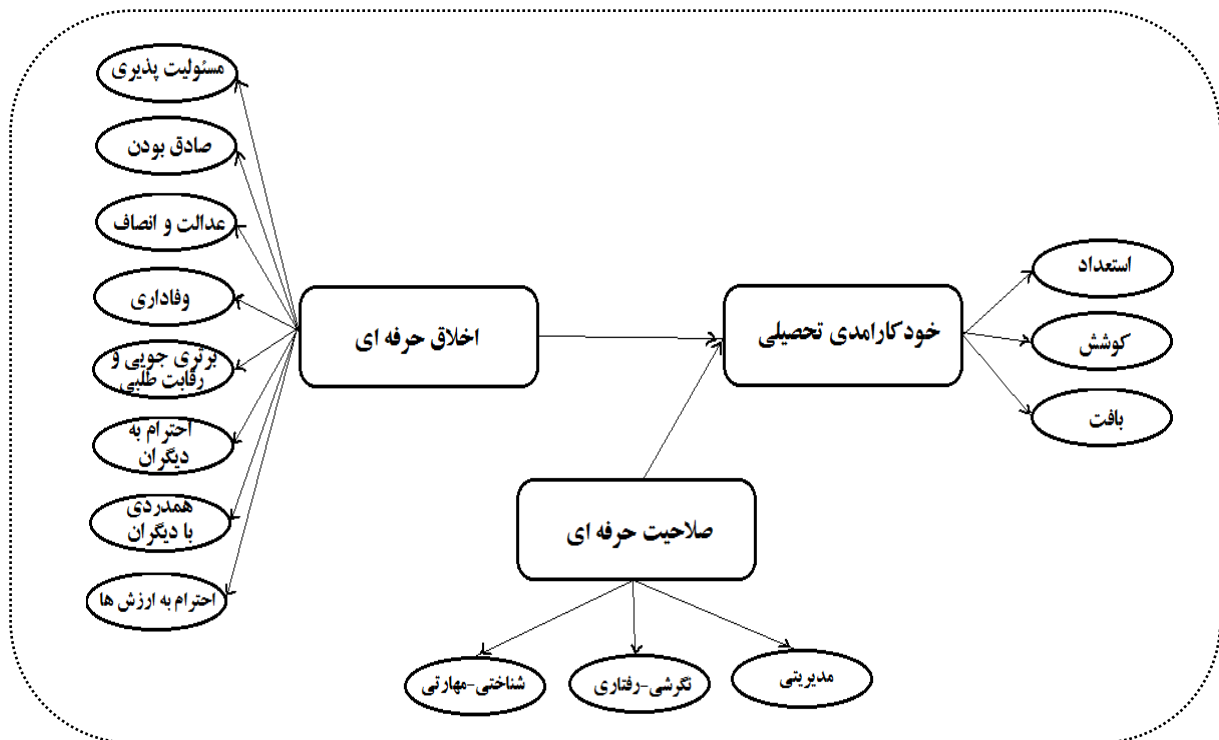 مسئولیت پذیری
صادق بودن
عدالت و انصاف
وفاداری
برتری جویی و
رقابت طلبی
احترام به
دیگران
همدردی
با دیگران
احترام به ارزش ها
اخلاق حرفه ای
خودکارامدی تحصیلی
استعداد
کوشش
بافت
صلاحیت حرفه ای
مدیریتی
نگرشی-رفتاری
شناختی-مهارتی